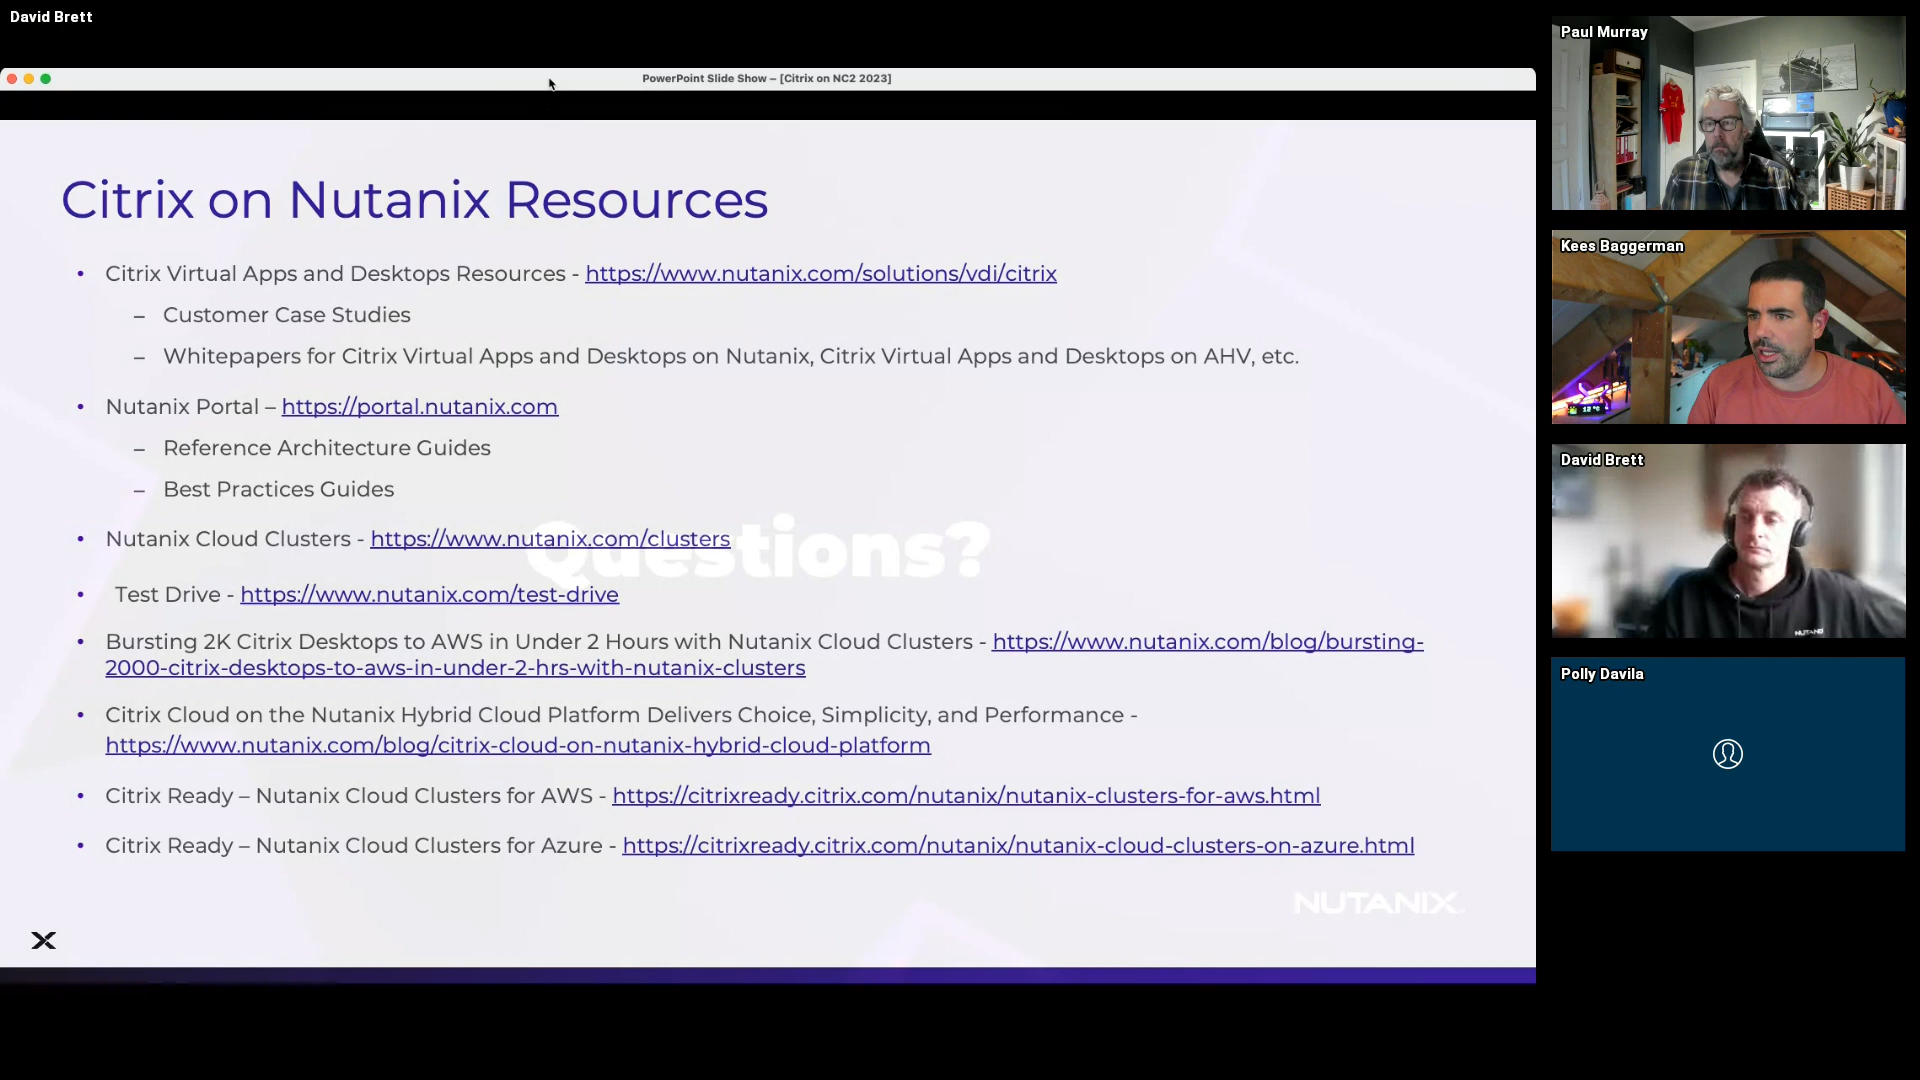 David Brett
PowerPoint Slide Show – [Citrix on NC2 2023]
Citrix on Nutanix Resources
• Citrix Virtual Apps and Desktops Resources - https://www.nutanix.com/solutions/vdi/citrix
– Customer Case Studies
– Whitepapers for Citrix Virtual Apps and Desktops on Nutanix, Citrix Virtual Apps and Desktops on AHV, etc.
• Nutanix Portal – https://portal.nutanix.com
– Reference Architecture Guides
– Best Practices Guides
• Nutanix Cloud Clusters - https://www.nutanix.com/clusters
Questions?
• Test Drive - https://www.nutanix.com/test-drive
• Bursting 2K Citrix Desktops to AWS in Under 2 Hours with Nutanix Cloud Clusters - https://www.nutanix.com/blog/bursting-
2000-citrix-desktops-to-aws-in-under-2-hrs-with-nutanix-clusters
• Citrix Cloud on the Nutanix Hybrid Cloud Platform Delivers Choice, Simplicity, and Performance -
https://www.nutanix.com/blog/citrix-cloud-on-nutanix-hybrid-cloud-platform
• Citrix Ready – Nutanix Cloud Clusters for AWS - https://citrixready.citrix.com/nutanix/nutanix-clusters-for-aws.html
• Citrix Ready – Nutanix Cloud Clusters for Azure - https://citrixready.citrix.com/nutanix/nutanix-cloud-clusters-on-azure.html
NUTANIX
Paul Murray
Kees Baggerman
David Brett
NUTANIX
Polly Davila